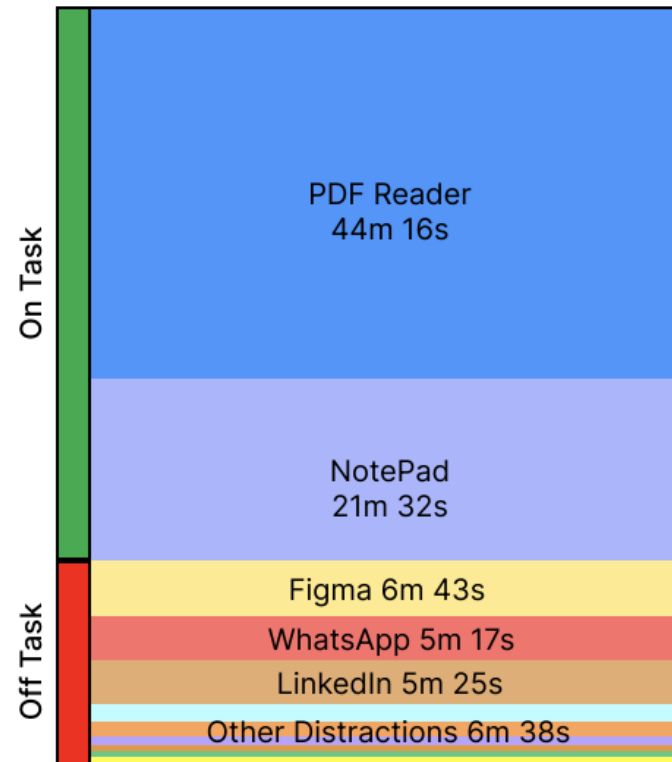 On Task
PDF Reader
44m 16s
NotePad
21m 32s
Off Task
Figma 6m 43s
WhatsApp 5m 17s
LinkedIn 5m 25s
Other Distractions 6m 38s